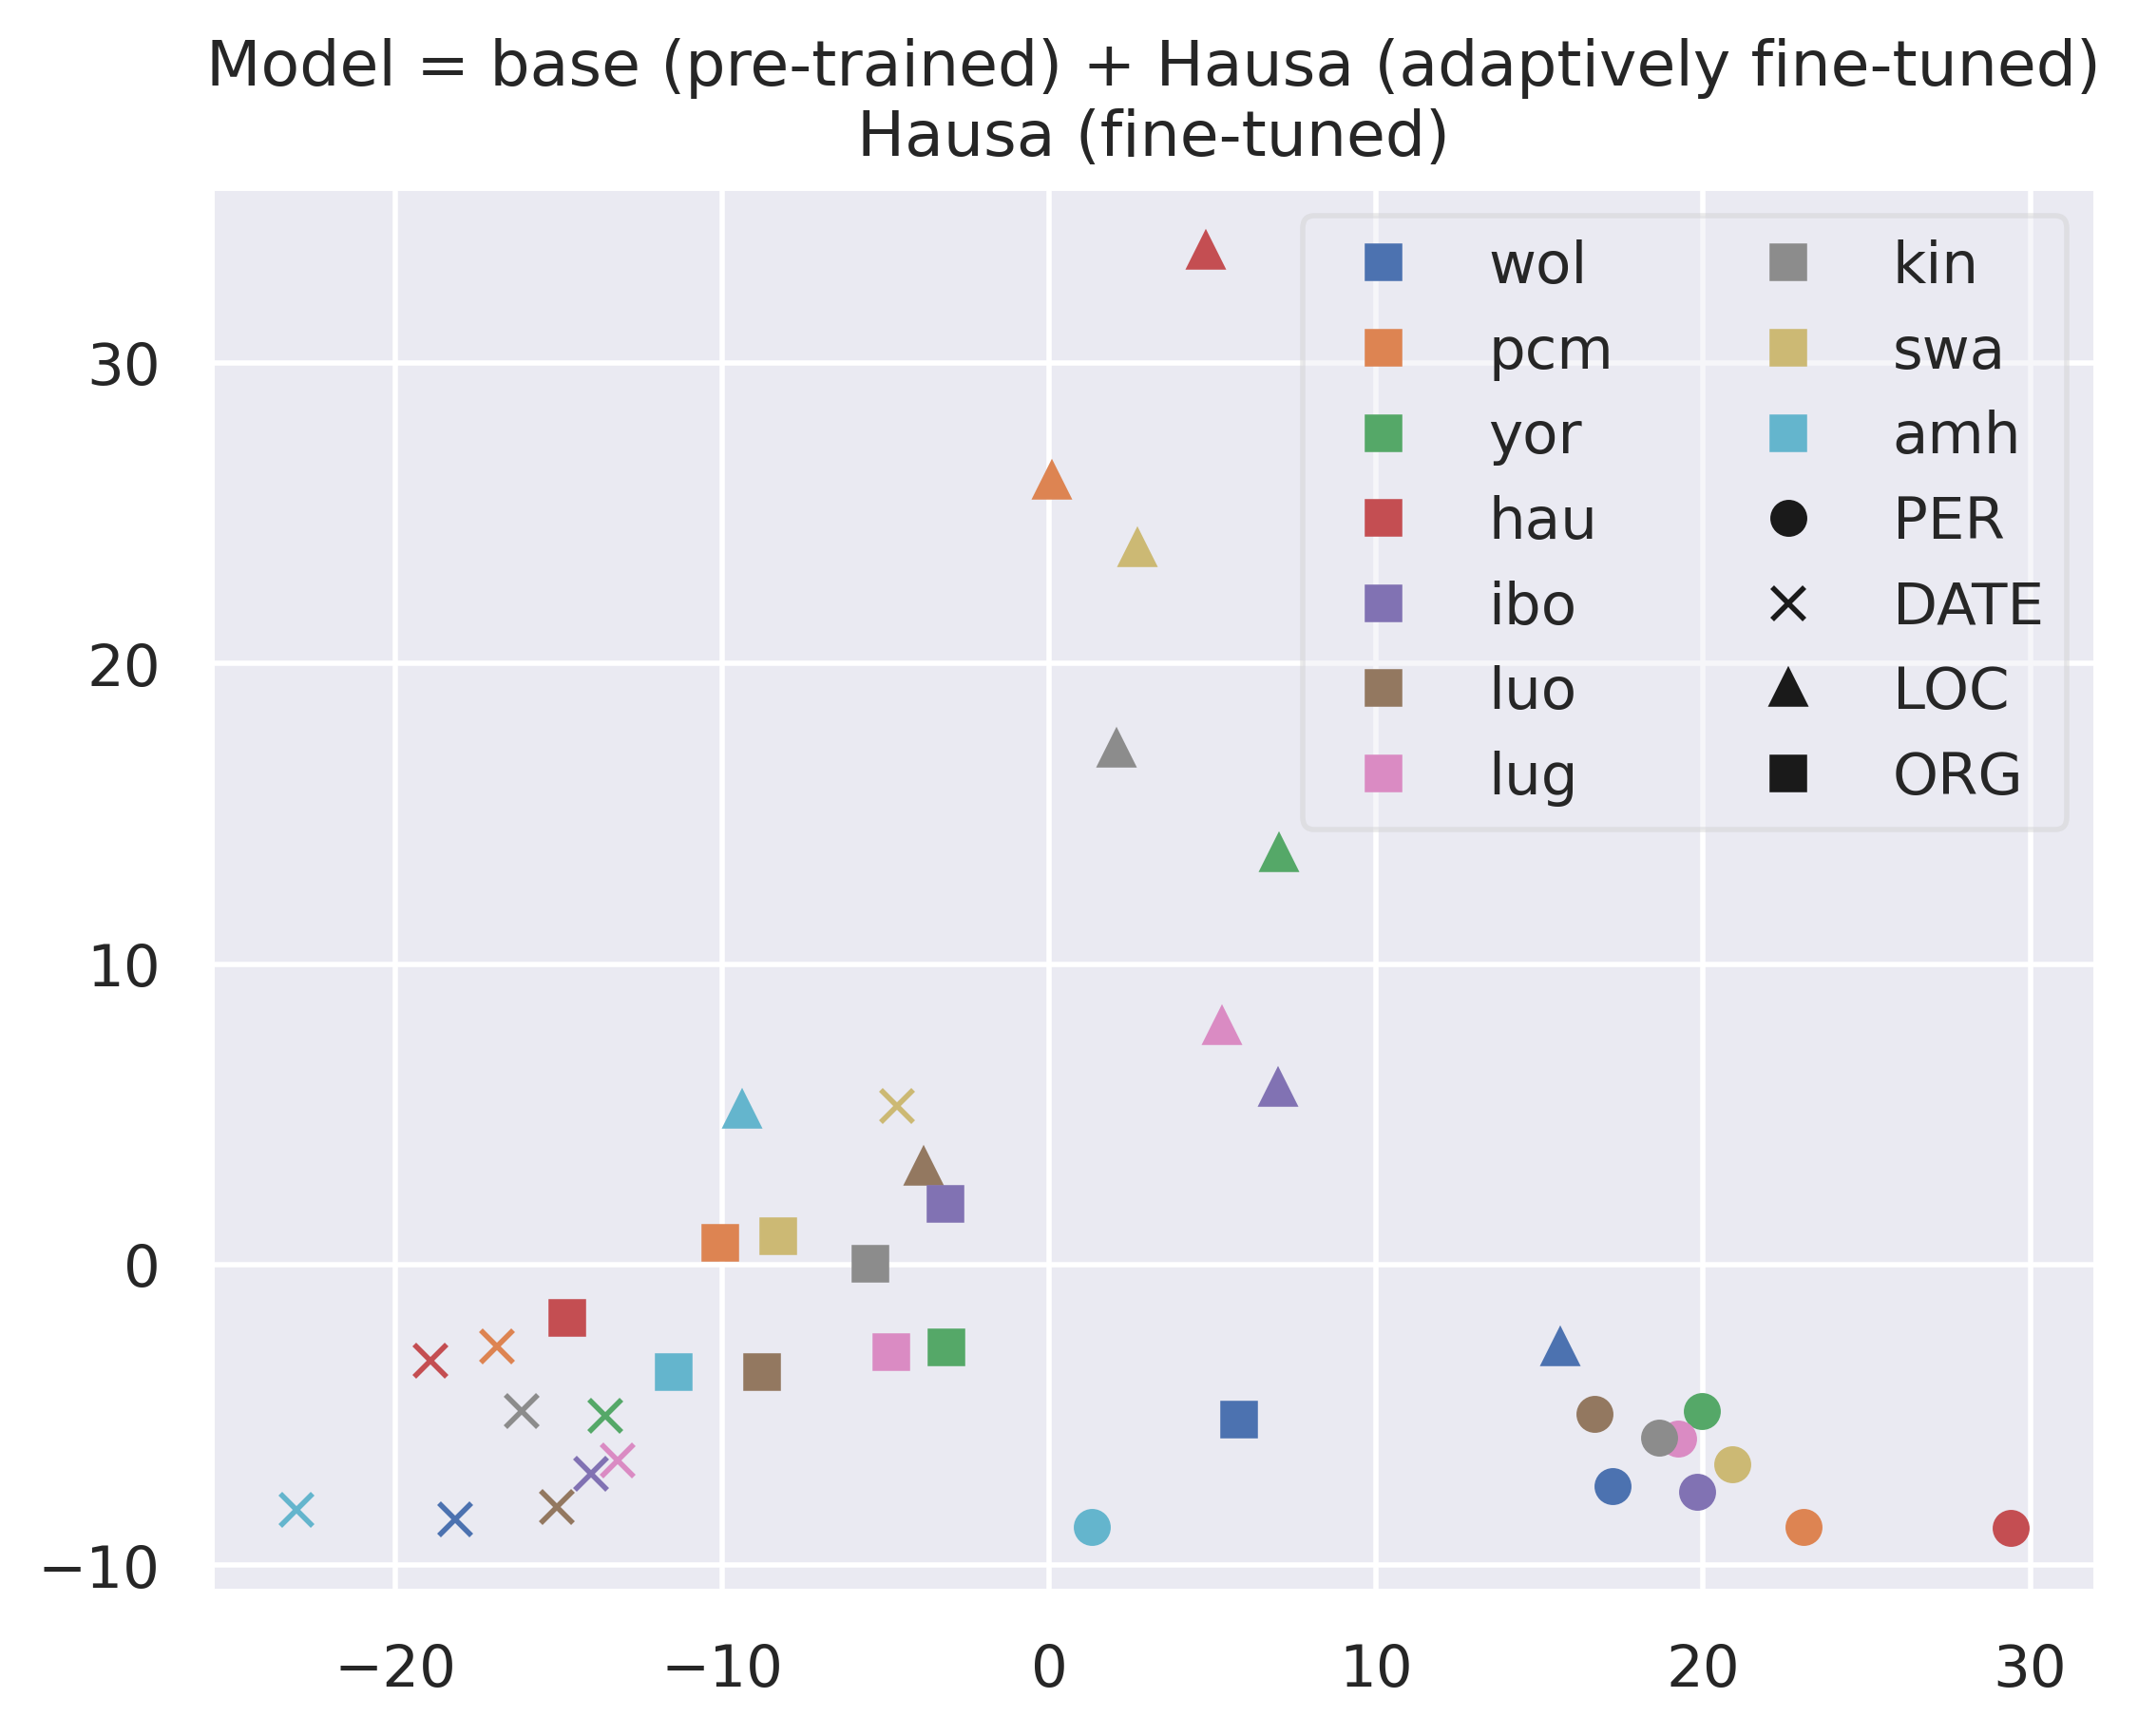 Model = base (pre-trained) + Hausa (adaptively fine-tuned)
Hausa (fine-tuned)
30
20
10
0
−10
−20
−10
0
10
20
30
wol
pcm
yor
hau
ibo
luo
lug
kin
swa
amh
PER
DATE
LOC
ORG